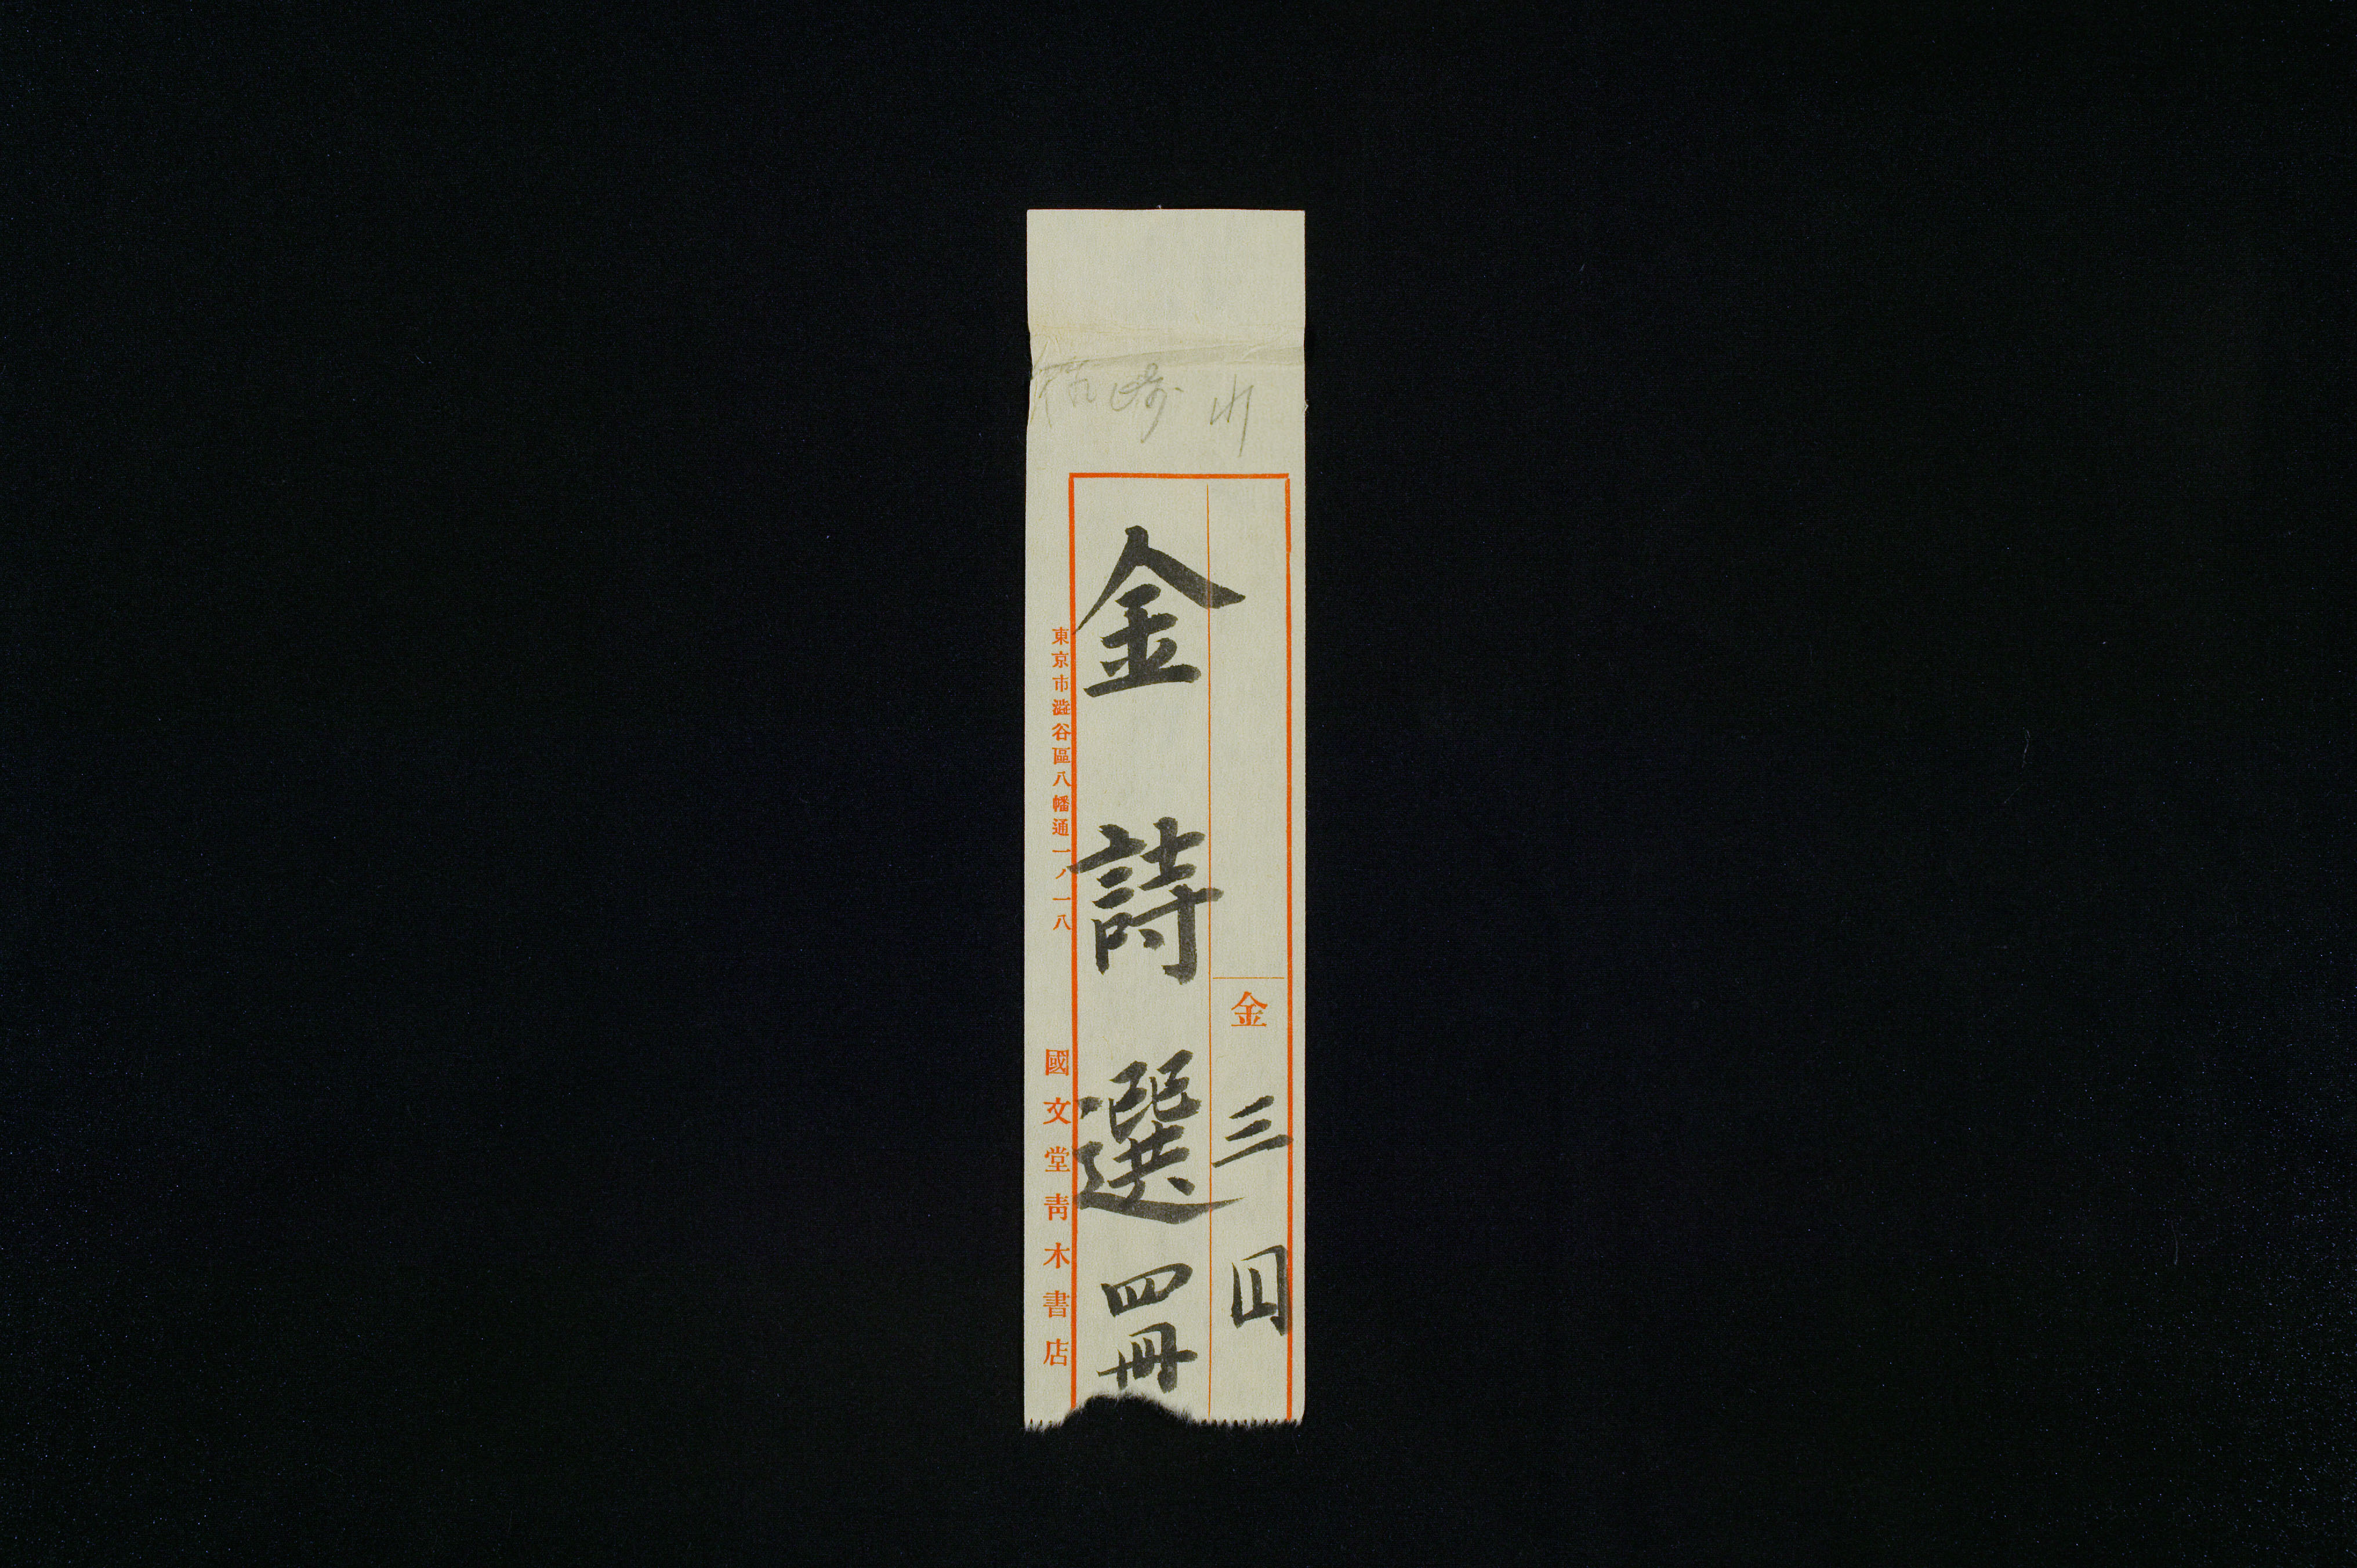 金 三円
金詩選 四冊
東京市澁谷區八幡通一ノ一八
國文堂青木書店